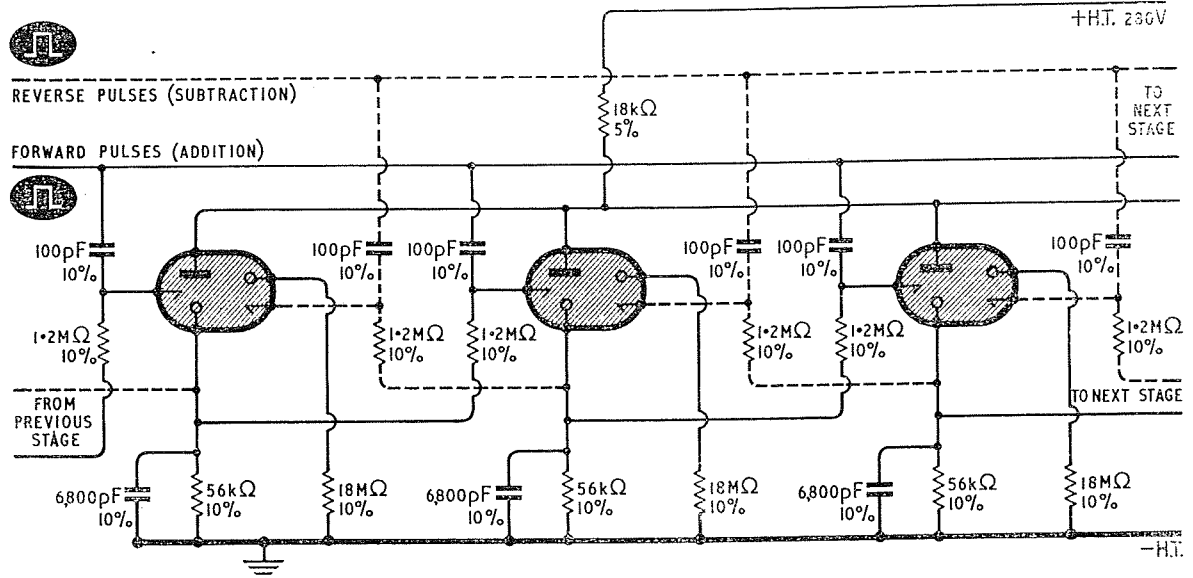 +H.T. 280V
REVERSE PULSES (SUBTRACTION)
18kΩ
5%
TO
NEXT
STAGE
FORWARD PULSES (ADDITION)
100pF
10%
100pF
10%
100pF
10%
100pF
10%
100pF
10%
100pF
10%
1·2MΩ
10%
1·2MΩ
10%
1·2MΩ
10%
1·2MΩ
10%
1·2MΩ
10%
1·2MΩ
10%
FROM
PREVIOUS
STAGE
TO NEXT STAGE
6,800pF
10%
56kΩ
10%
18MΩ
10%
6,800pF
10%
56kΩ
10%
18MΩ
10%
6,800pF
10%
56kΩ
10%
18MΩ
10%
—H.T.